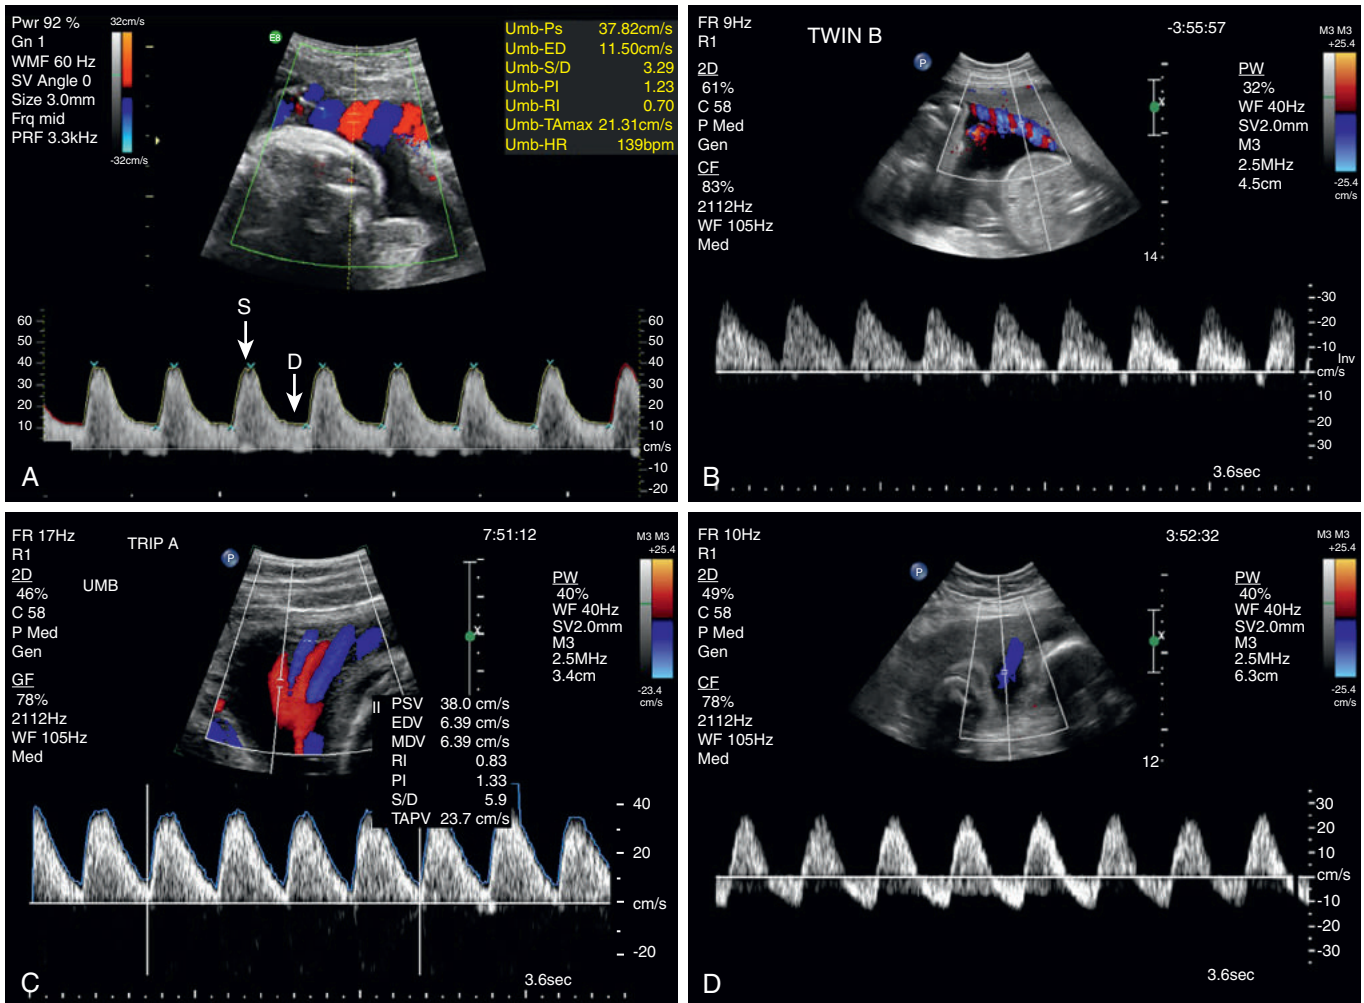 Pwr 92 %
Gn 1
WMF 60 Hz
SV Angle 0
Size 3.0mm
Frq mid
PRF 3.3kHz
32cm/s
-32cm/s
E8
Umb-Ps 37.82cm/s
Umb-ED 11.50cm/s
Umb-S/D 3.29
Umb-PI 1.23
Umb-RI 0.70
Umb-TAmax 21.31cm/s
Umb-HR 139bpm
S
D
60
50
40
30
20
10
60
50
40
30
20
10
cm/s
-10
-20
A
FR 9Hz
R1
2D
61%
C 58
P Med
Gen
CF
83%
2112Hz
WF 105Hz
Med
TWIN B
P
-3:55:57
PW
32%
WF 40Hz
SV2.0mm
M3
2.5MHz
4.5cm
M3 M3
+25.4
-25.4
cm/s
x
14
-30
-20
-10
Inv
cm/s
10
20
30
3.6sec
B
FR 17Hz
R1
2D
46%
C 58
P Med
Gen
GF
78%
2112Hz
WF 105Hz
Med
TRIP A
UMB
P
7:51:12
PW
40%
WF 40Hz
SV2.0mm
M3
2.5MHz
3.4cm
M3 M3
+25.4
-23.4
cm/s
x
II
PSV 38.0 cm/s
EDV 6.39 cm/s
MDV 6.39 cm/s
RI 0.83
PI 1.33
S/D 5.9
TAPV 23.7 cm/s
40
20
cm/s
-20
3.6sec
C
FR 10Hz
R1
2D
49%
C 58
P Med
Gen
CF
78%
2112Hz
WF 105Hz
Med
P
3:52:32
PW
40%
WF 40Hz
SV2.0mm
M3
2.5MHz
6.3cm
M3 M3
+25.4
-25.4
cm/s
x
12
30
20
10
cm/s
-10
-20
-30
3.6sec
D